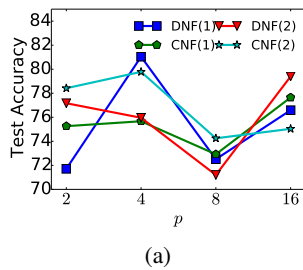 84
82
80
78
76
74
72
70
Test Accuracy
DNF(1) DNF(2)
CNF(1) CNF(2)
2 4 8 16
p
(a)